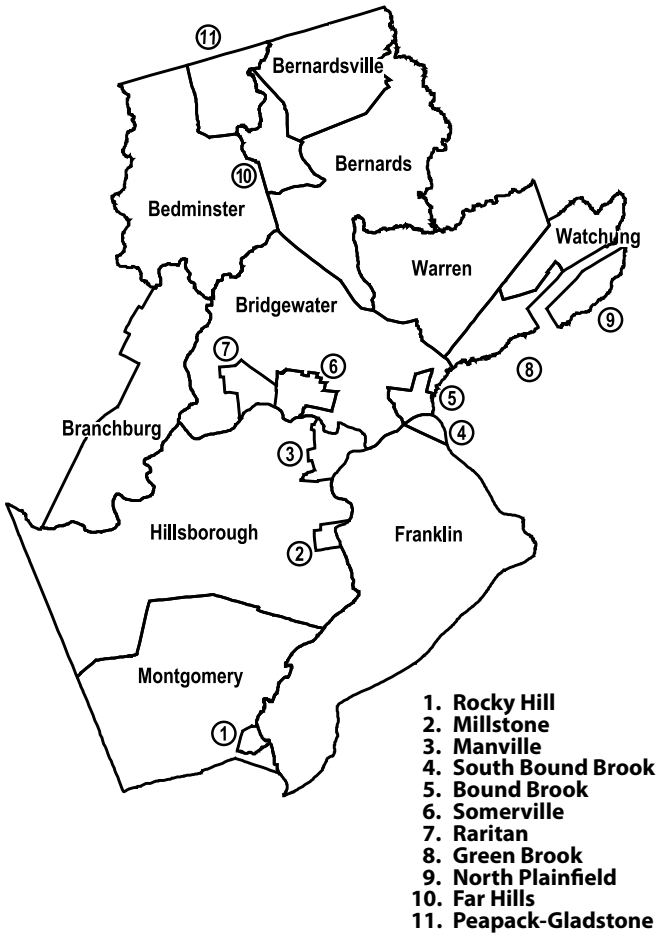 ⑪
Bernardsville
Bernards
⑩
Bedminster
Watchung
Warren
Bridgewater
⑨
⑦
⑥
⑧
⑤
Branchburg
④
③
Hillsborough
Franklin
②
Montgomery
①
1. Rocky Hill
2. Millstone
3. Manville
4. South Bound Brook
5. Bound Brook
6. Somerville
7. Raritan
8. Green Brook
9. North Plainfield
10. Far Hills
11. Peapack-Gladstone